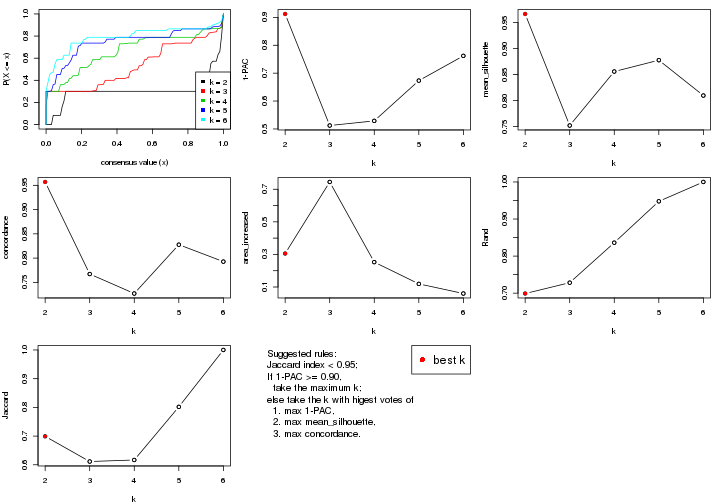 P(X <= x)
0.0 0.2 0.4 0.6 0.8 1.0
0.0 0.2 0.4 0.6 0.8 1.0
consensus value (x)
k = 2
k = 3
k = 4
k = 5
k = 6
1-PAC
0.5 0.6 0.7 0.8 0.9
2 3 4 5 6
k
mean_silhouette
0.75 0.80 0.85 0.90 0.95
2 3 4 5 6
k
concordance
0.75 0.80 0.85 0.90 0.95
2 3 4 5 6
k
area_increased
0.1 0.3 0.5 0.7
2 3 4 5 6
k
Rand
0.70 0.80 0.90 1.00
2 3 4 5 6
k
Jaccard
0.6 0.7 0.8 0.9 1.0
2 3 4 5 6
k
Suggested rules:
Jaccard index < 0.95;
If 1-PAC >= 0.90,
take the maximum k;
else take the k with higest votes of
1. max 1-PAC,
2. max mean_silhouette,
3. max concordance.
best k